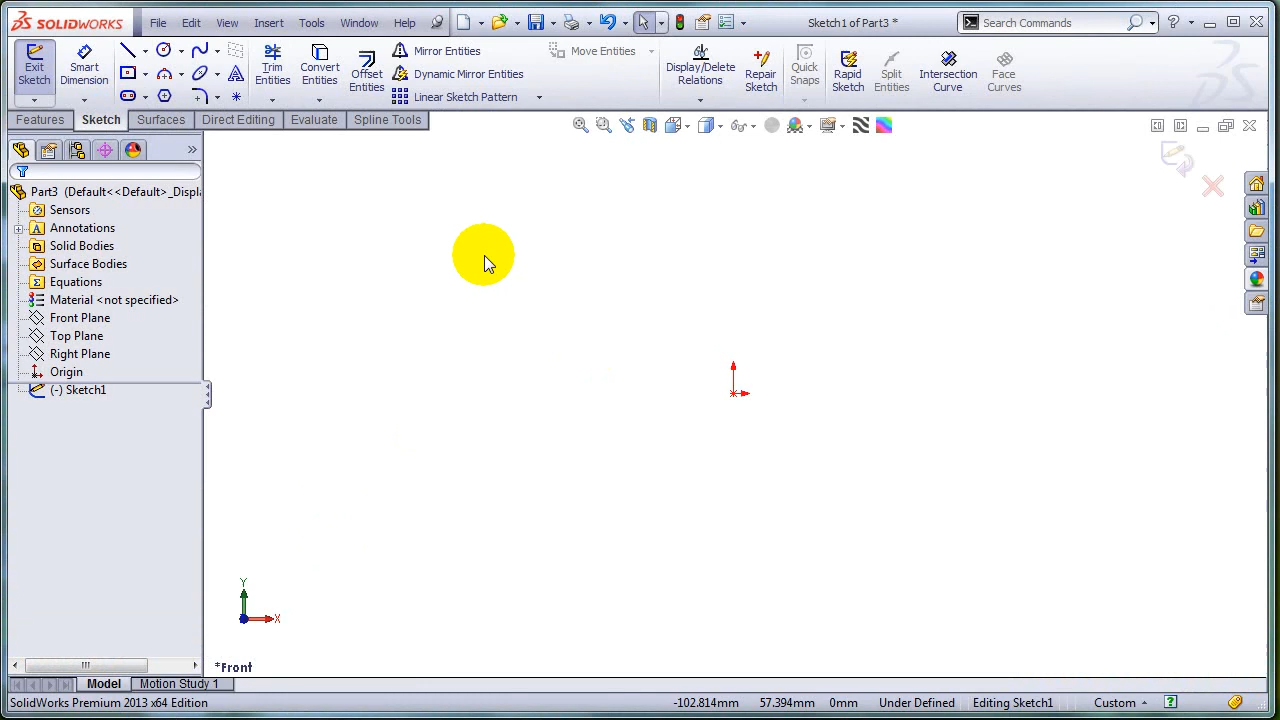 SOLIDWORKS File Edit View Insert Tools Window Help Sketch1 of Part3 * Search Commands
Exit Sketch
Smart Dimension
Trim Entities
Convert Entities
Offset Entities
Mirror Entities
Dynamic Mirror Entities
Linear Sketch Pattern
Move Entities
Display/Delete Relations
Repair Sketch
Quick Snaps
Rapid Sketch
Split Entities
Intersection Curve
Face Curves
Features Sketch Surfaces Direct Editing Evaluate Spline Tools
Part3 (Default<<Default>_Displa
Sensors
Annotations
Solid Bodies
Surface Bodies
Equations
Material <not specified>
Front Plane
Top Plane
Right Plane
Origin
(-) Sketch1
Y
X
*Front
Model Motion Study 1
SolidWorks Premium 2013 x64 Edition -102.814mm 57.394mm 0mm Under Defined Editing Sketch1 Custom